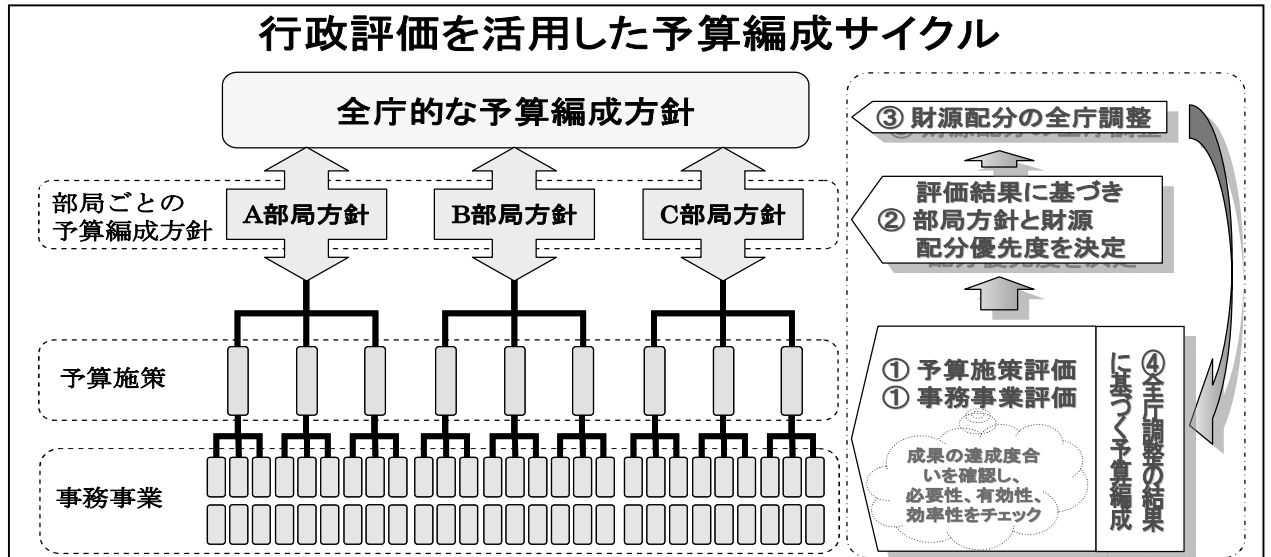 行政評価を活用した予算編成サイクル
全庁的な予算編成方針
部局ごとの
予算編成方針
A部局方針
B部局方針
C部局方針
予算施策
事務事業
③ 財源配分の全庁調整
評価結果に基づき
② 部局方針と財源
配分優先度を決定
① 予算施策評価
① 事務事業評価
成果の達成度合
いを確認し、
必要性、有効性、
効率性をチェック
④全庁調整の結果
に基づく予算編成